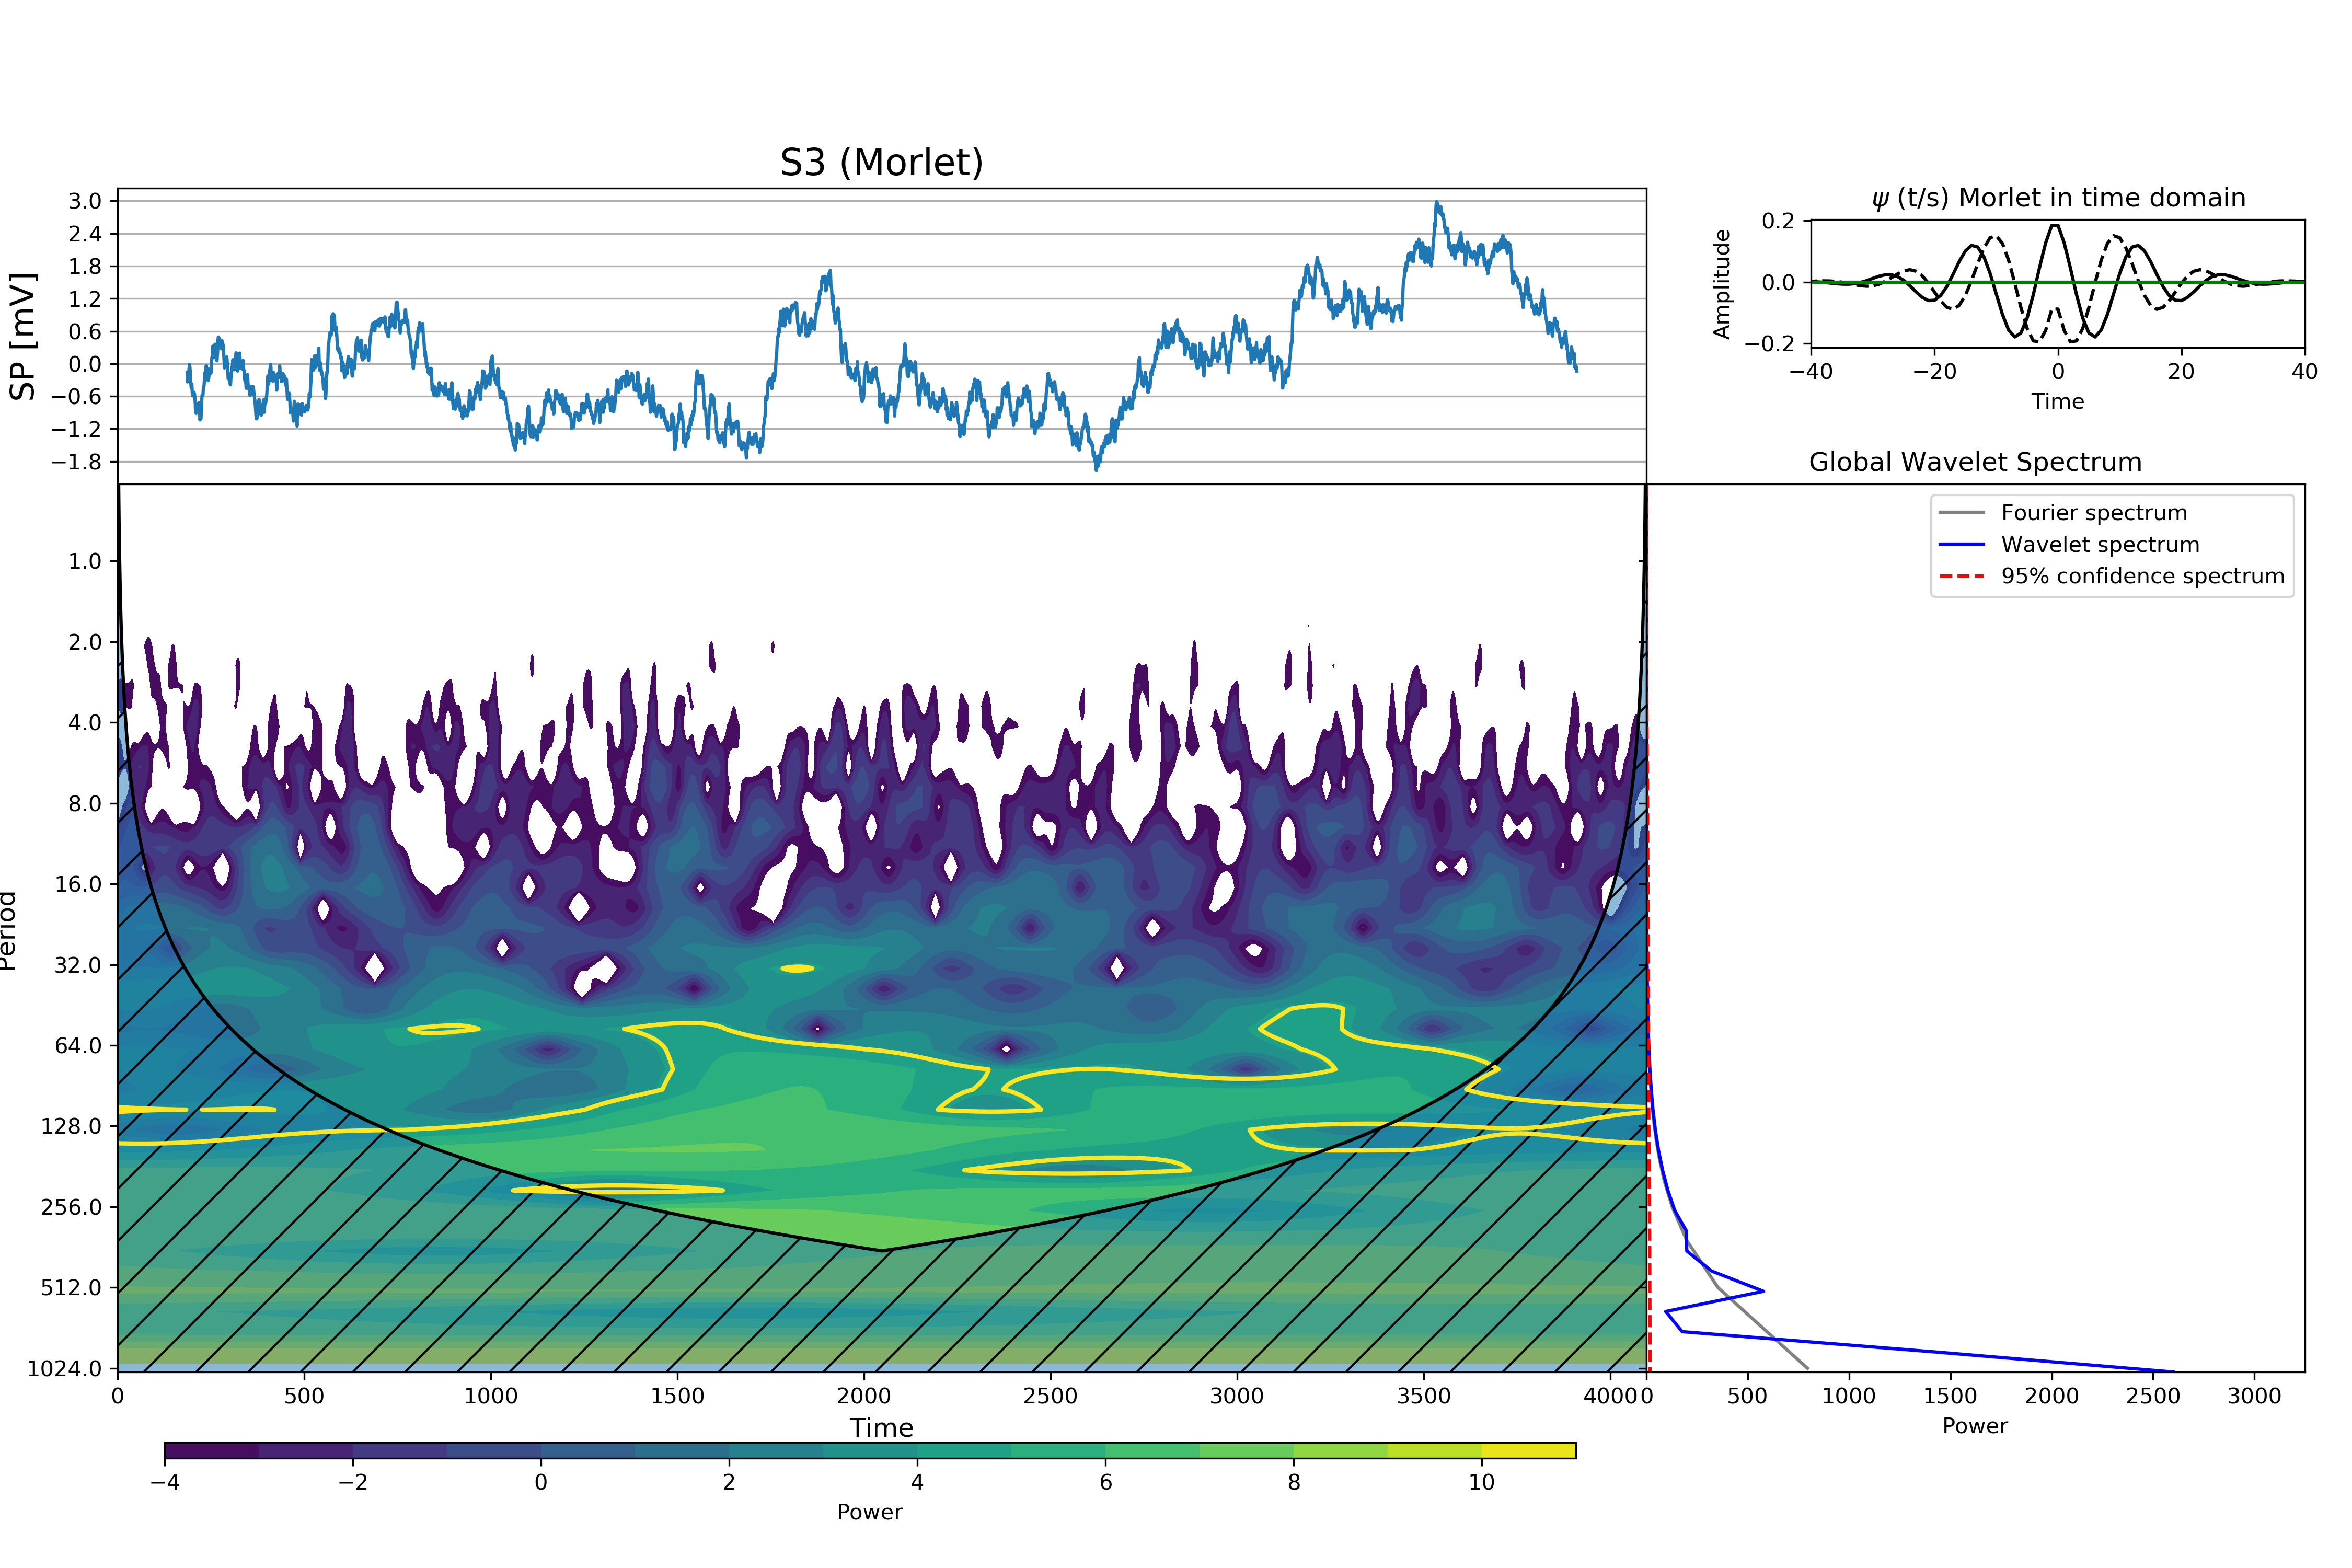 S3 (Morlet)
SP [mV]
3.0
2.4
1.8
1.2
0.6
0.0
−0.6
−1.2
−1.8
ψ (t/s) Morlet in time domain
Amplitude
0.2
0.0
−0.2
−40 −20 0 20 40
Time
Global Wavelet Spectrum
Fourier spectrum
Wavelet spectrum
95% confidence spectrum
Period
1.0
2.0
4.0
8.0
16.0
32.0
64.0
128.0
256.0
512.0
1024.0
0 500 1000 1500 2000 2500 3000 3500 4000
Time
0 500 1000 1500 2000 2500 3000
Power
−4 −2 0 2 4 6 8 10
Power